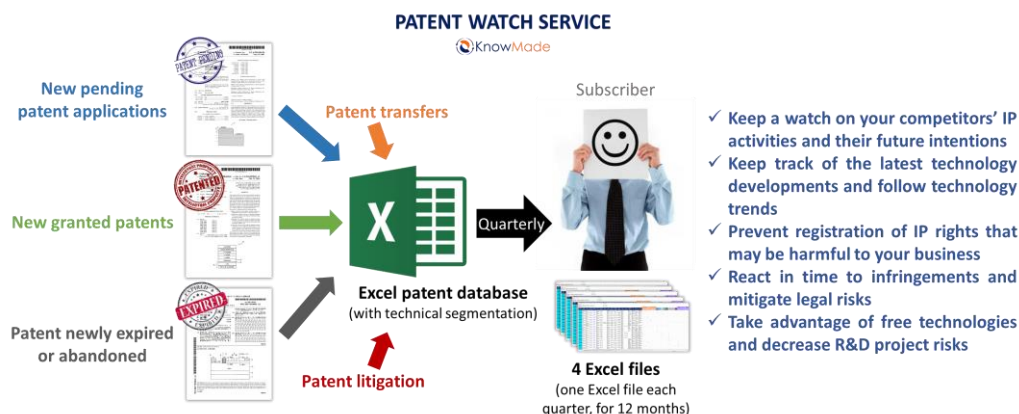 PATENT WATCH SERVICE
KnowMade
New pending
patent applications
PATENT PENDING
Patent transfers
New granted patents
PATENTED
Patent newly expired
or abandoned
EXPIRED
X
Excel patent database
(with technical segmentation)
Patent litigation
Quarterly
Subscriber
4 Excel files
(one Excel file each
quarter, for 12 months)
✓ Keep a watch on your competitors’ IP
activities and their future intentions
✓ Keep track of the latest technology
developments and follow technology
trends
✓ Prevent registration of IP rights that
may be harmful to your business
✓ React in time to infringements and
mitigate legal risks
✓ Take advantage of free technologies
and decrease R&D project risks